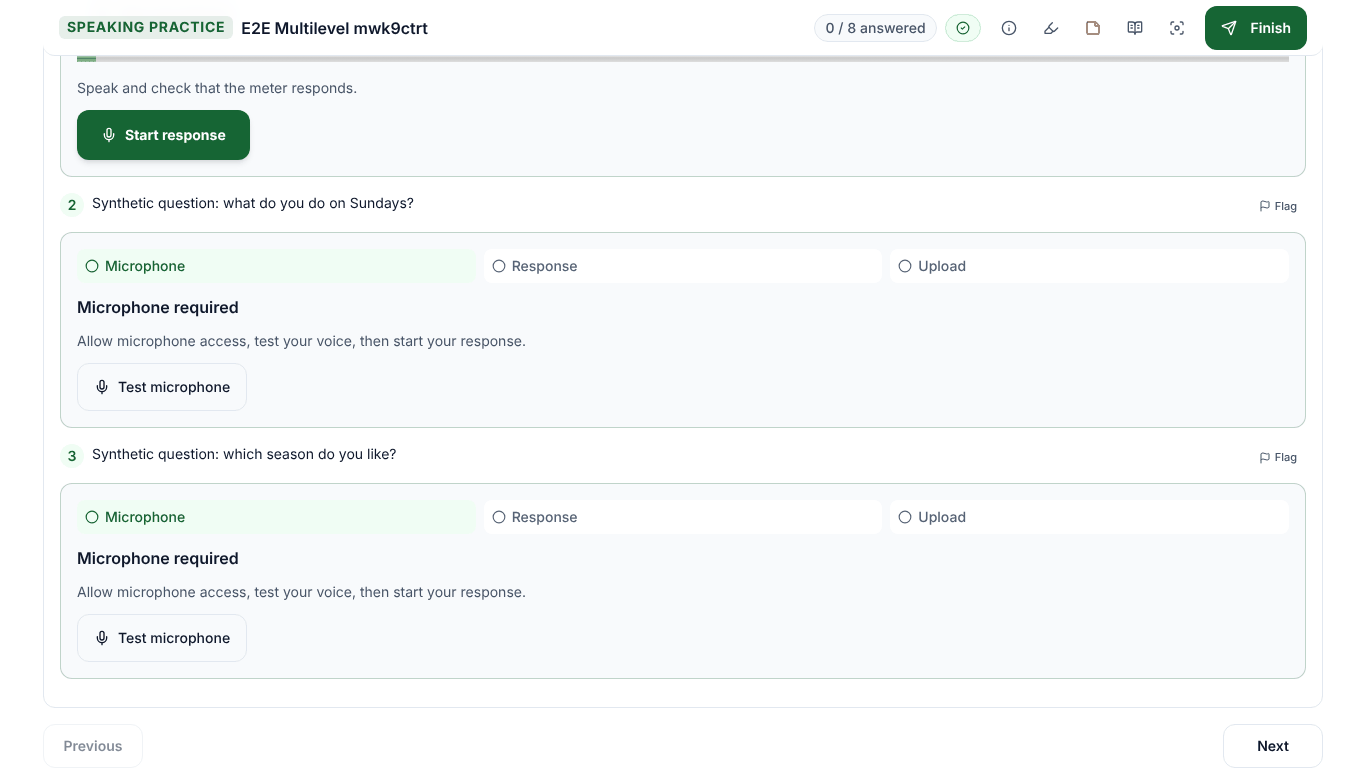 SPEAKING PRACTICE E2E Multilevel mwk9ctrt 0 / 8 answered Finish
Speak and check that the meter responds.
Start response
2 Synthetic question: what do you do on Sundays? Flag
Microphone Response Upload
Microphone required
Allow microphone access, test your voice, then start your response.
Test microphone
3 Synthetic question: which season do you like? Flag
Microphone Response Upload
Microphone required
Allow microphone access, test your voice, then start your response.
Test microphone
Previous Next